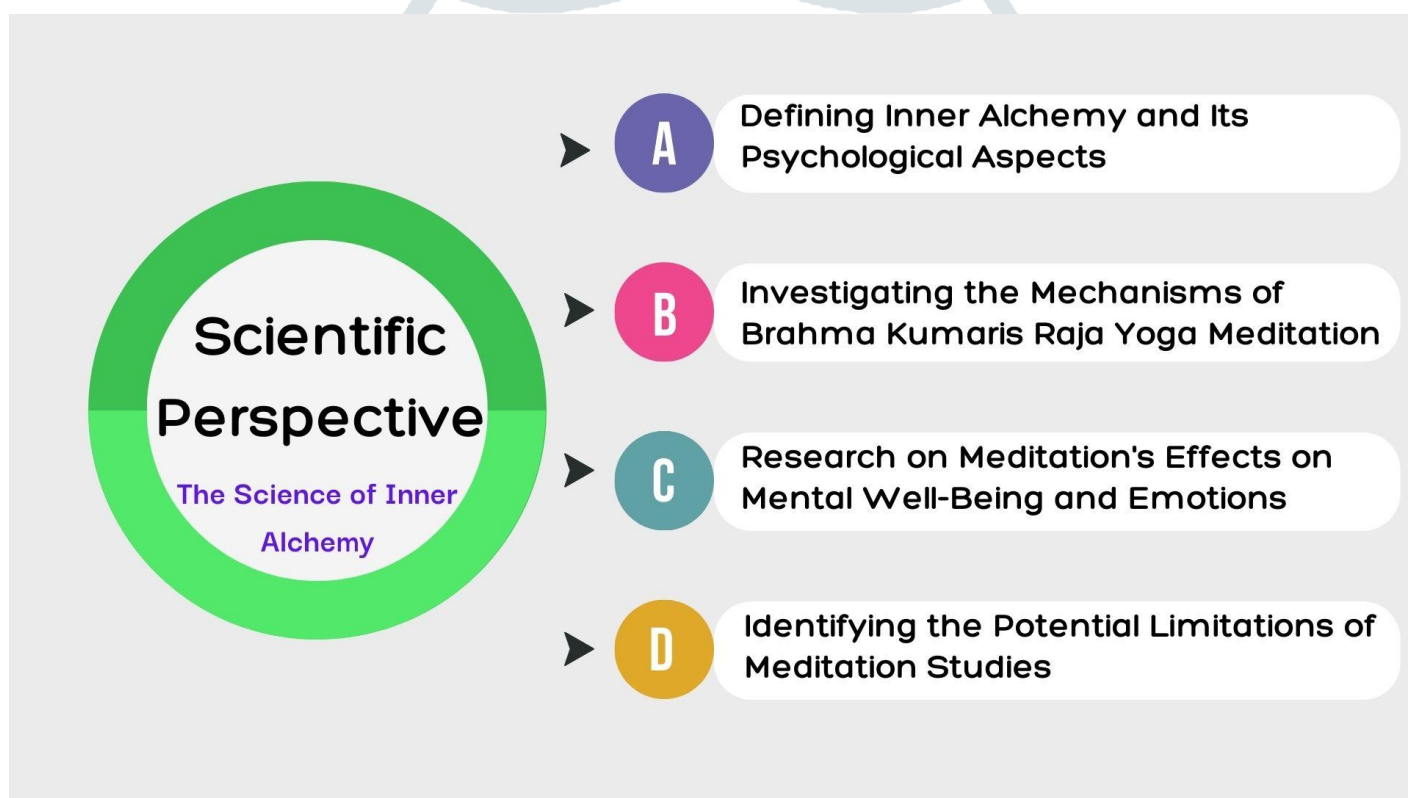 Scientific
Perspective
The Science of Inner
Alchemy
A
Defining Inner Alchemy and Its
Psychological Aspects
B
Investigating the Mechanisms of
Brahma Kumaris Raja Yoga Meditation
C
Research on Meditation's Effects on
Mental Well-Being and Emotions
D
Identifying the Potential Limitations of
Meditation Studies